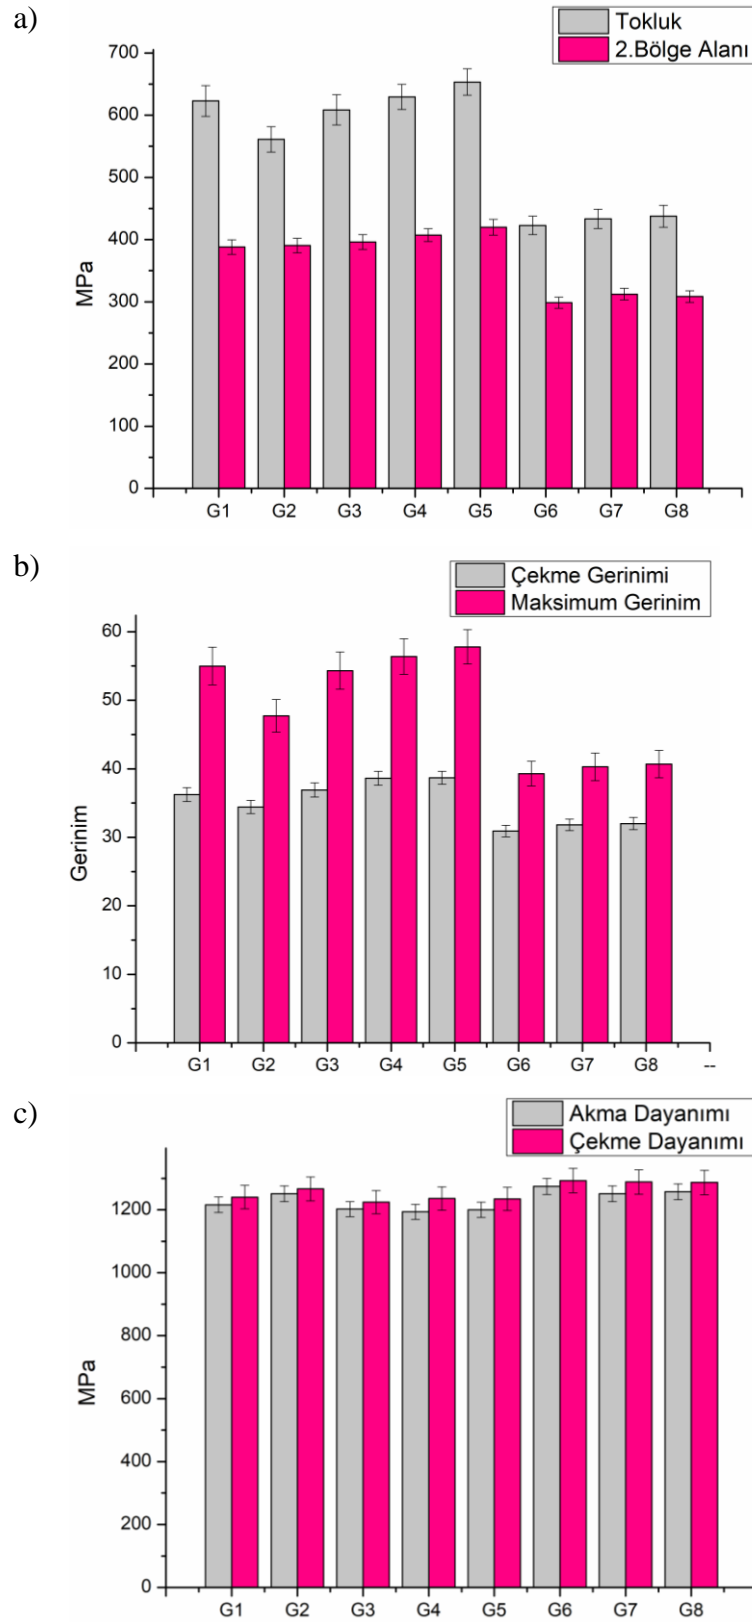 a)
Tokluk
2.Bölge Alanı
700
600
500
400
300
200
100
0
MPa
G1 G2 G3 G4 G5 G6 G7 G8
b)
Çekme Gerinimi
Maksimum Gerinim
60
50
40
30
20
10
0
Gerinim
G1 G2 G3 G4 G5 G6 G7 G8 --
c)
Akma Dayanımı
Çekme Dayanımı
1200
1000
800
600
400
200
0
MPa
G1 G2 G3 G4 G5 G6 G7 G8